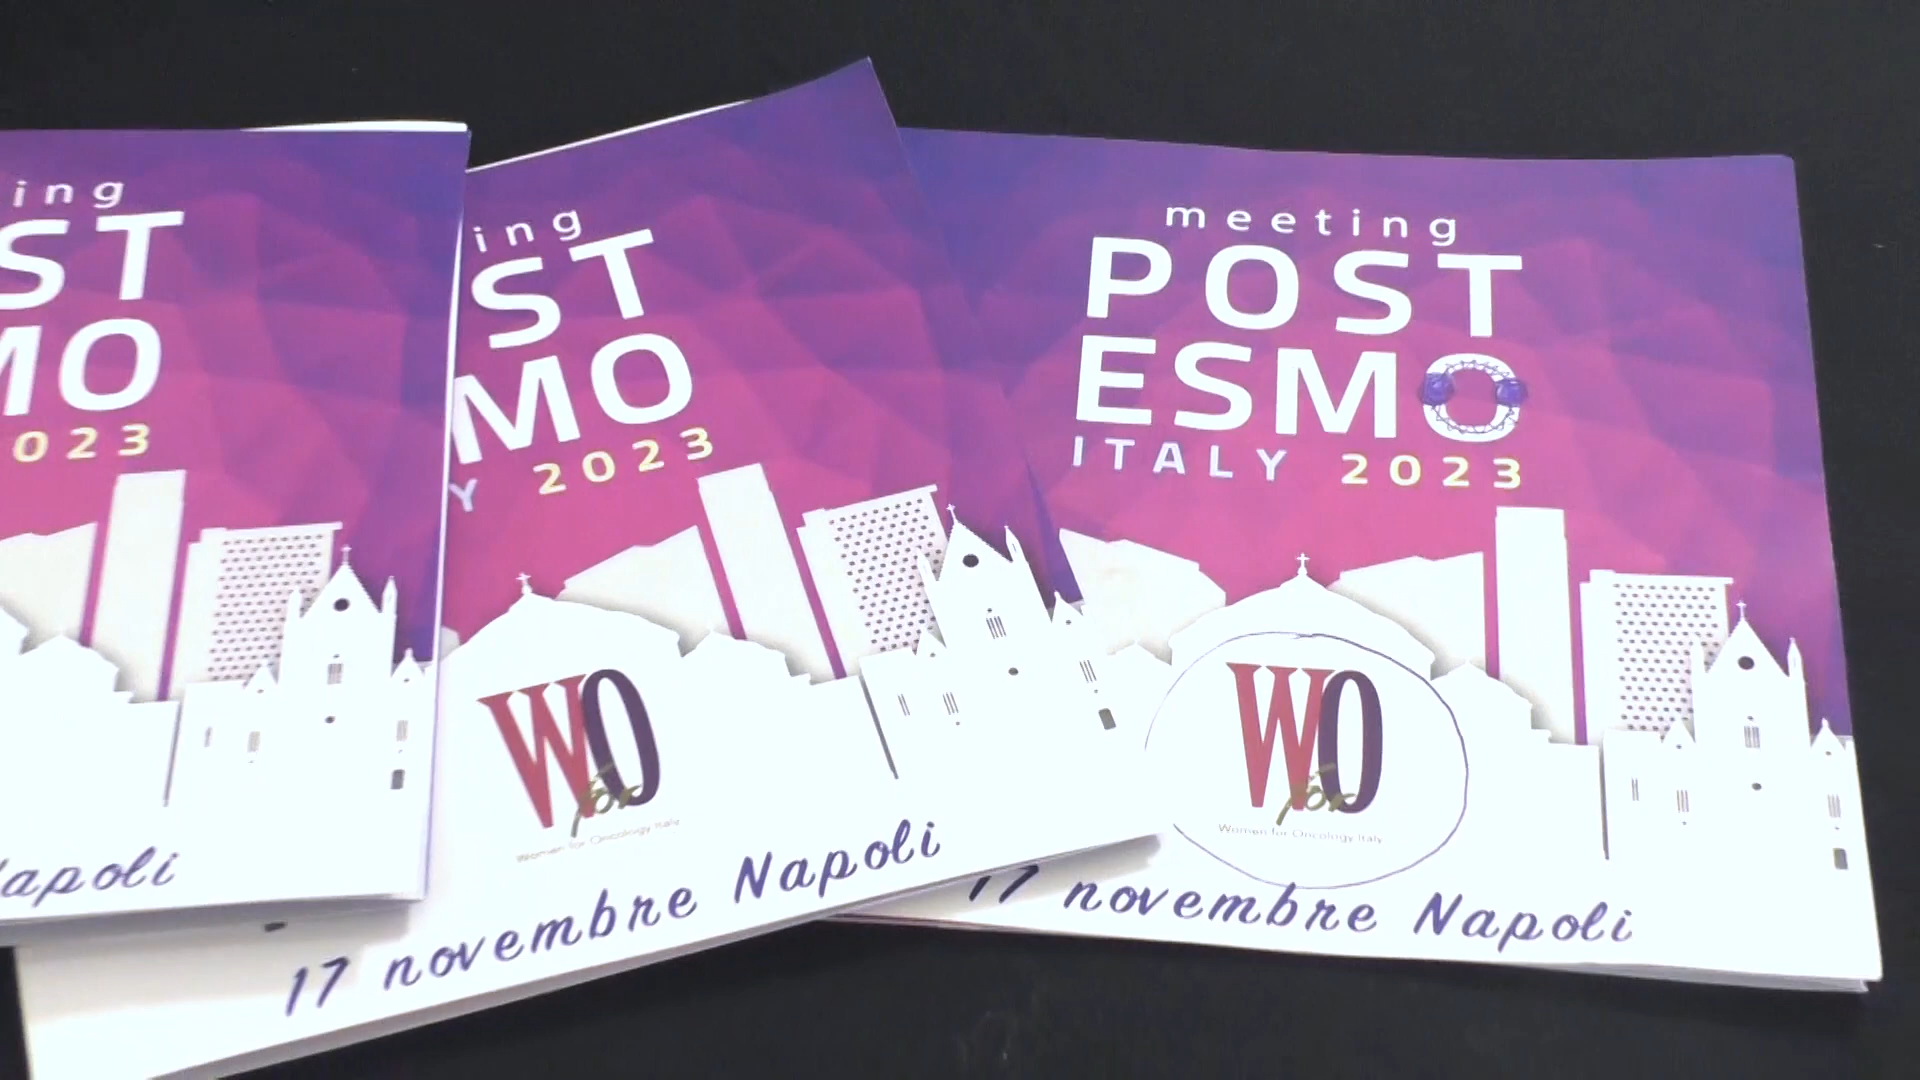 ing
ST
MO
023
Napoli
ing
ST
MO
Y 2023
WO
for
Women for Oncology Italy
17 novembre Napoli
meeting
POST
ESMO
ITALY 2023
WO
for
Women for Oncology Italy
17 novembre Napoli